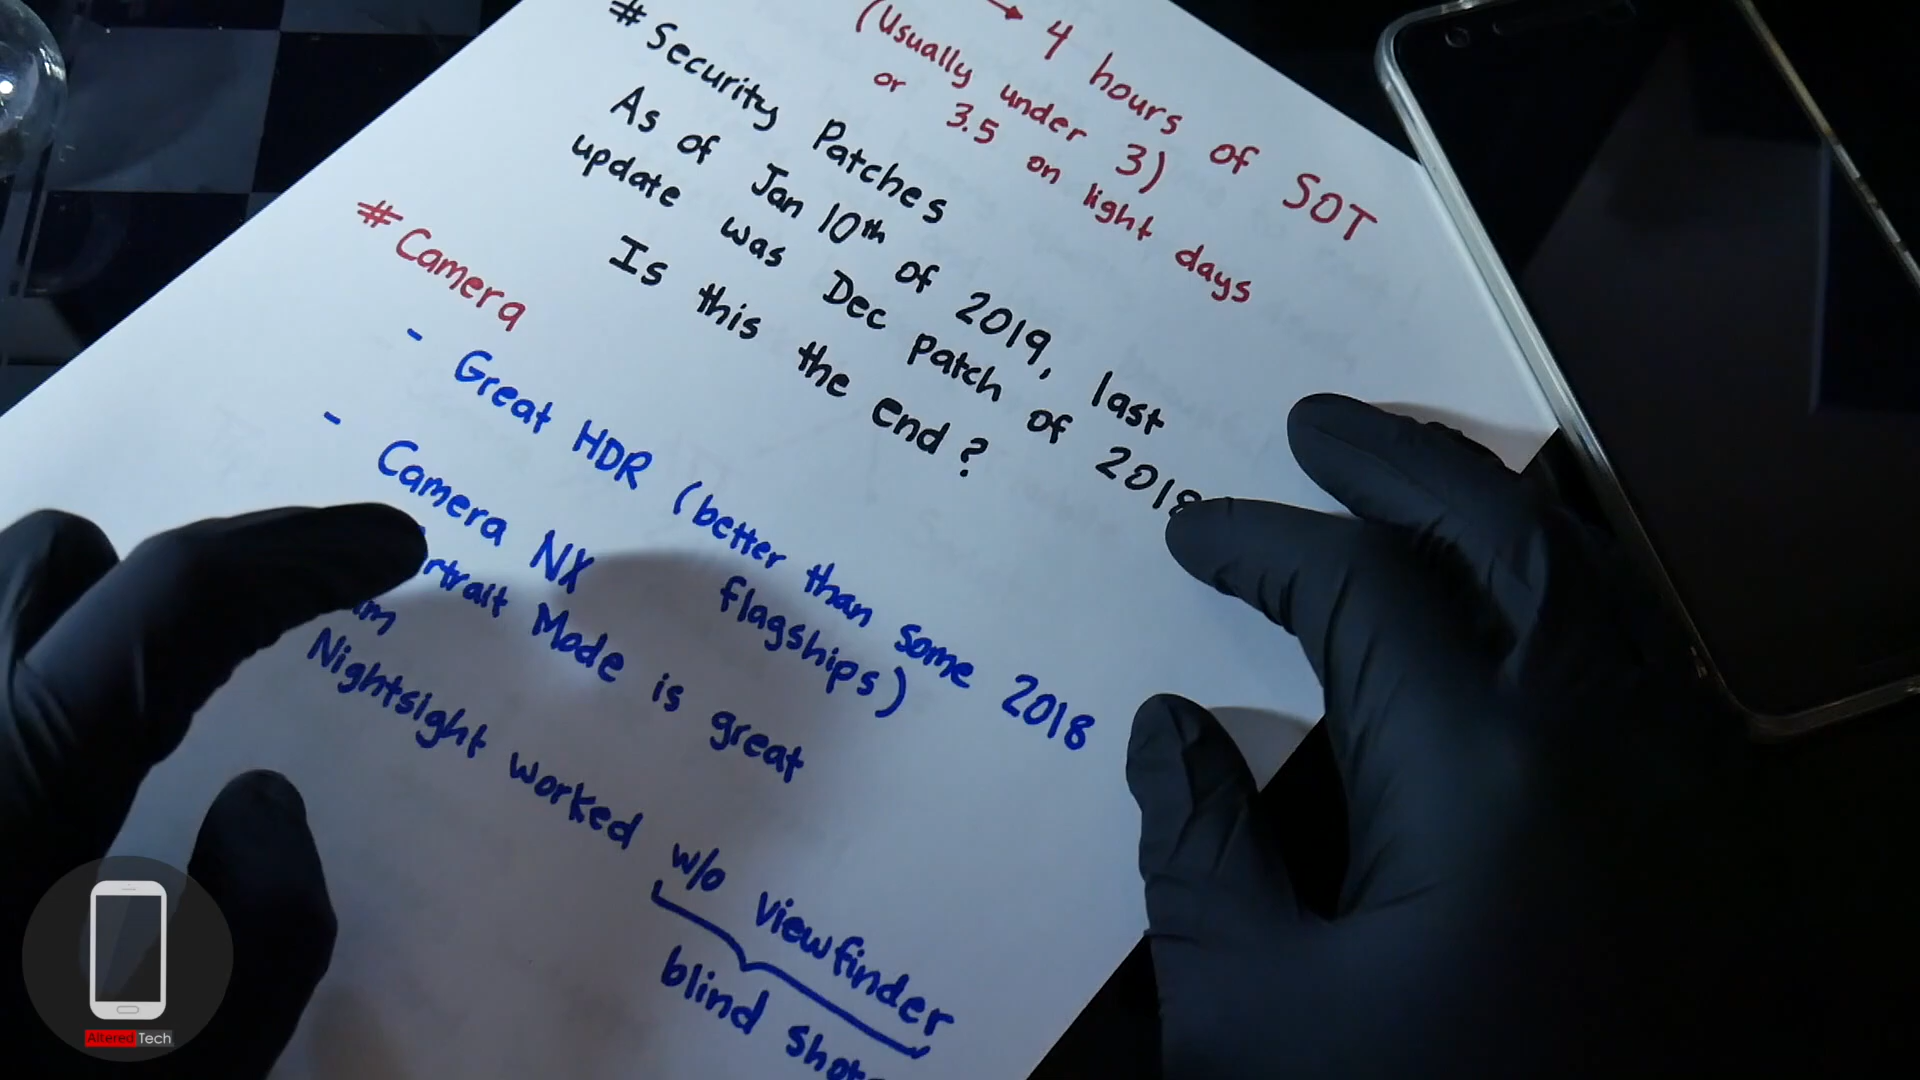 4 hours of SOT
(Usually under 3)
or 3.5 on light days
#Security Patches
As of Jan 10th of 2019, last
update was Dec patch of 2018
Is this the end?
#Camera
- Great HDR (better than some 2018
flagships)
- Camera NX
Mode is great
Nightsight worked w/o viewfinder
blind
Altered Tech